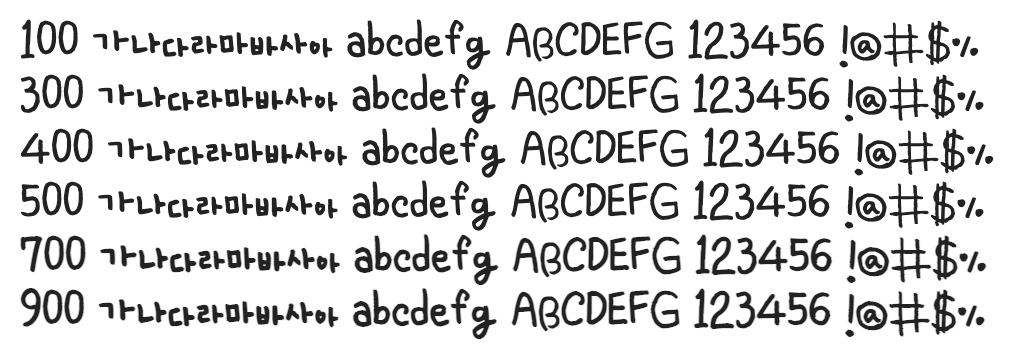 100 가나다라마바사아 abcdefg ABCDEFG 123456 !@#$%
300 가나다라마바사아 abcdefg ABCDEFG 123456 !@#$%
400 가나다라마바사아 abcdefg ABCDEFG 123456 !@#$%
500 가나다라마바사아 abcdefg ABCDEFG 123456 !@#$%
700 가나다라마바사아 abcdefg ABCDEFG 123456 !@#$%
900 가나다라마바사아 abcdefg ABCDEFG 123456 !@#$%